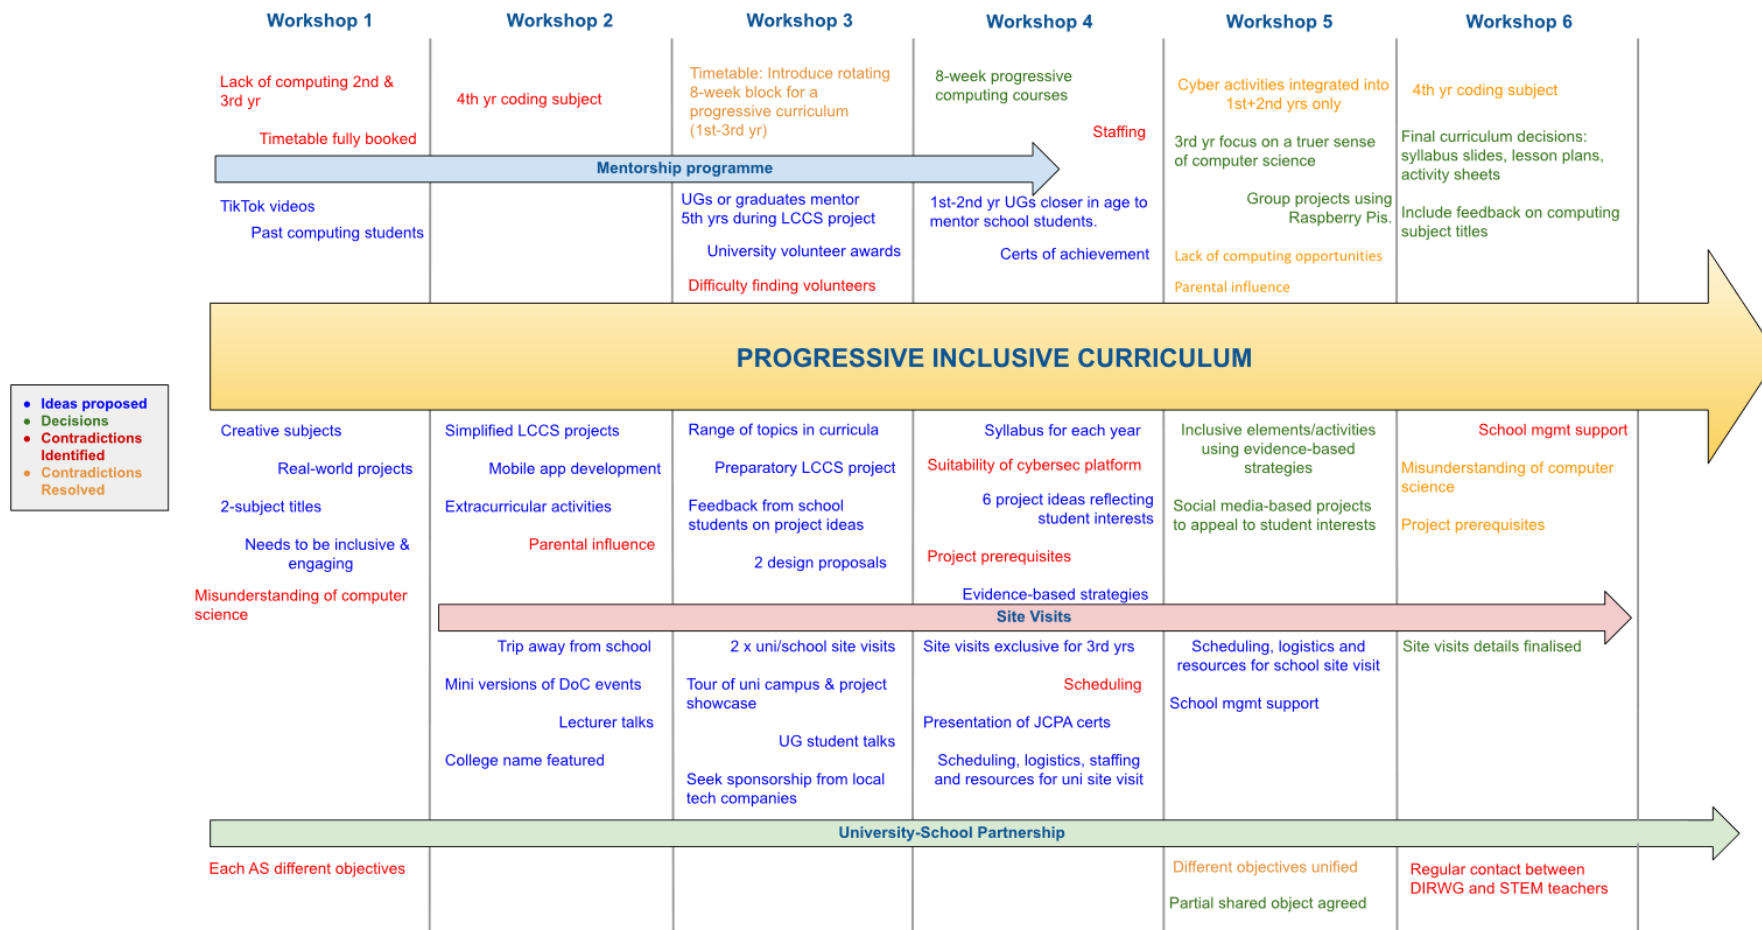 Workshop 1
Workshop 2
Workshop 3
Workshop 4
Workshop 5
Workshop 6
Lack of computing 2nd &
3rd yr
Timetable fully booked
4th yr coding subject
Timetable: Introduce rotating
8-week block for a
progressive curriculum
(1st-3rd yr)
8-week progressive
computing courses
Staffing
Cyber activities integrated into
1st+2nd yrs only
3rd yr focus on a truer sense
of computer science
Group projects using
Raspberry Pis.
Lack of computing opportunities
Parental influence
4th yr coding subject
Final curriculum decisions:
syllabus slides, lesson plans,
activity sheets
Include feedback on computing
subject titles
Mentorship programme
TikTok videos
Past computing students
UGs or graduates mentor
5th yrs during LCCS project
University volunteer awards
Difficulty finding volunteers
1st-2nd yr UGs closer in age to
mentor school students.
Certs of achievement
PROGRESSIVE INCLUSIVE CURRICULUM
Ideas proposed
Decisions
Contradictions
Identified
Contradictions
Resolved
Creative subjects
Real-world projects
2-subject titles
Needs to be inclusive &
engaging
Misunderstanding of computer
science
Simplified LCCS projects
Mobile app development
Extracurricular activities
Parental influence
Range of topics in curricula
Preparatory LCCS project
Feedback from school
students on project ideas
2 design proposals
Syllabus for each year
Suitability of cybersec platform
6 project ideas reflecting
student interests
Project prerequisites
Evidence-based strategies
Inclusive elements/activities
using evidence-based
strategies
Social media-based projects
to appeal to student interests
School mgmt support
Misunderstanding of computer
science
Project prerequisites
Site Visits
Trip away from school
Mini versions of DoC events
Lecturer talks
College name featured
2 x uni/school site visits
Tour of uni campus & project
showcase
UG student talks
Seek sponsorship from local
tech companies
Site visits exclusive for 3rd yrs
Scheduling
Presentation of JCPA certs
Scheduling, logistics, staffing
and resources for uni site visit
Scheduling, logistics and
resources for school site visit
School mgmt support
Site visits details finalised
University-School Partnership
Each AS different objectives
Different objectives unified
Partial shared object agreed
Regular contact between
DIRWG and STEM teachers